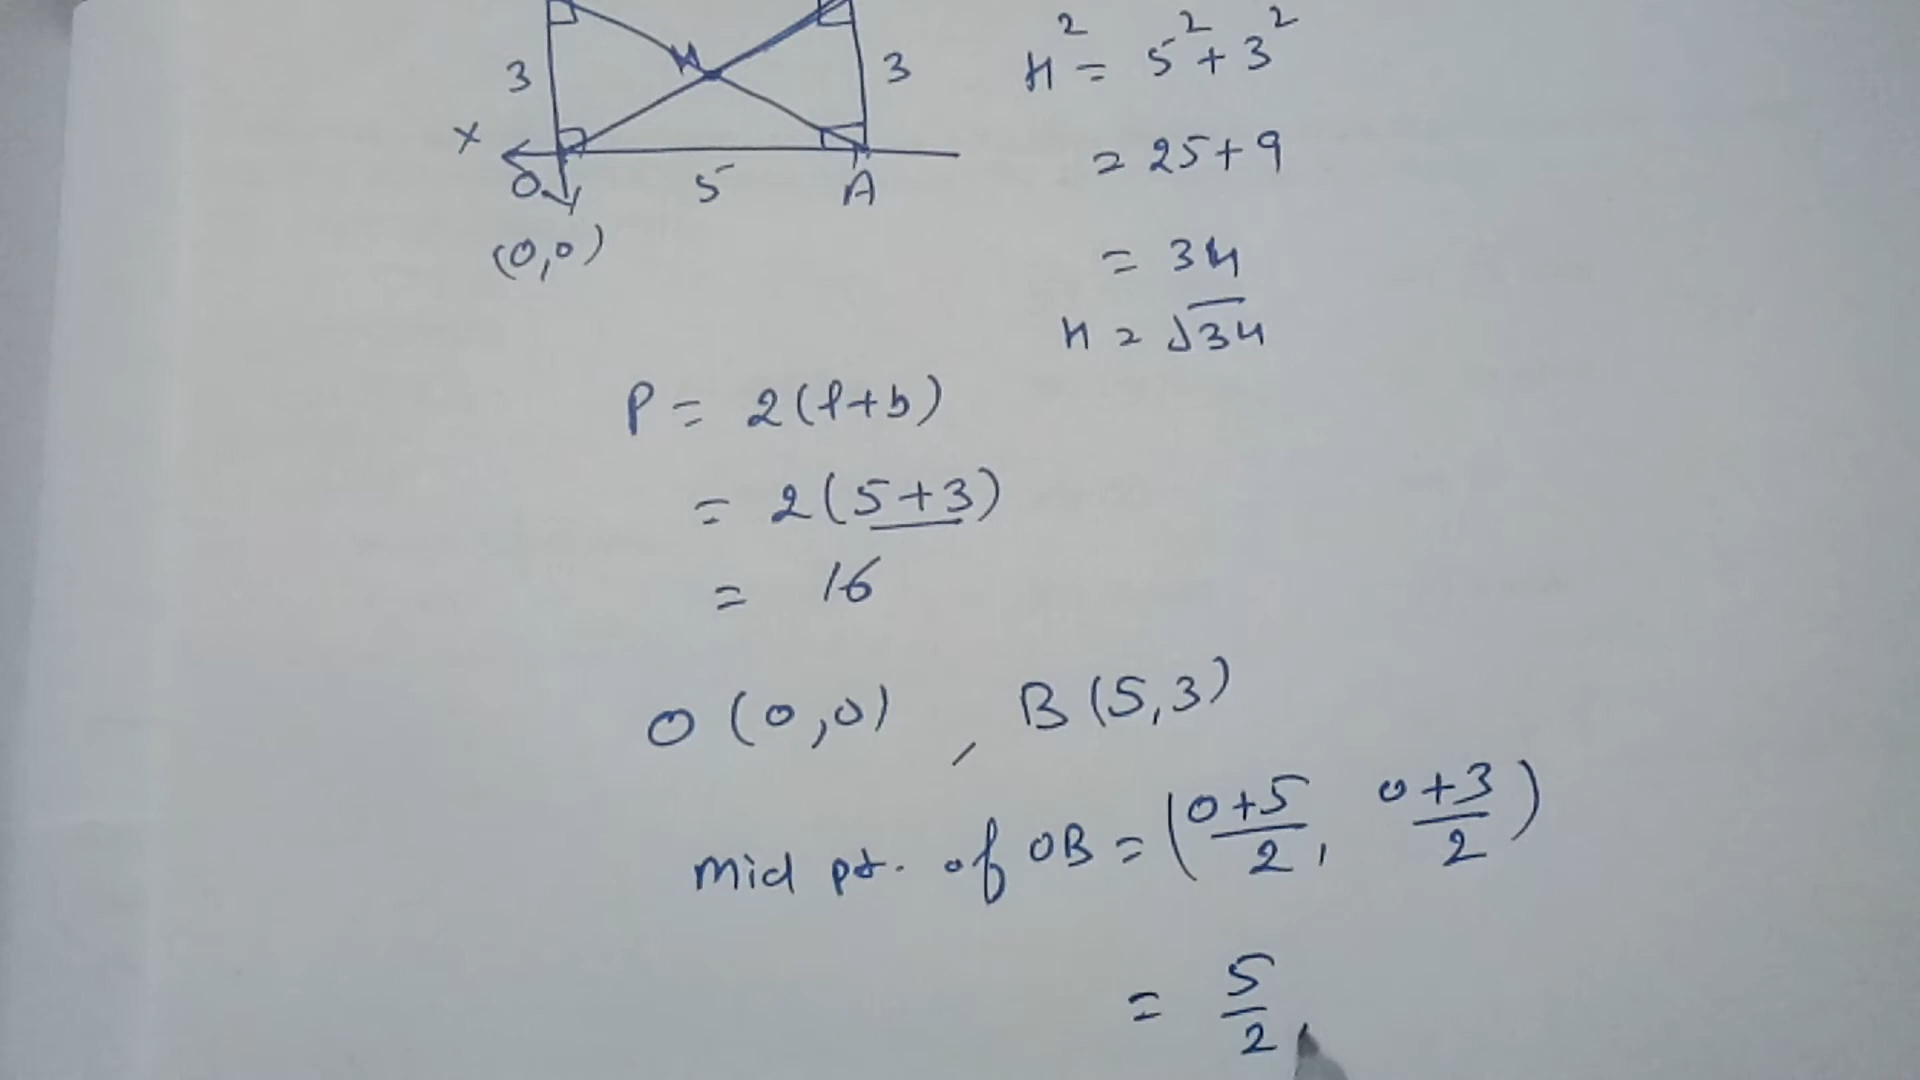 3
3
X
O
5
A
(0,0)
H² = 5² + 3²
= 25 + 9
= 34
H = √34
P = 2(l+b)
= 2(5+3)
= 16
O (0,0) , B (5,3)
Mid pt. of OB = (0+5/2, 0+3/2)
= 5/2,